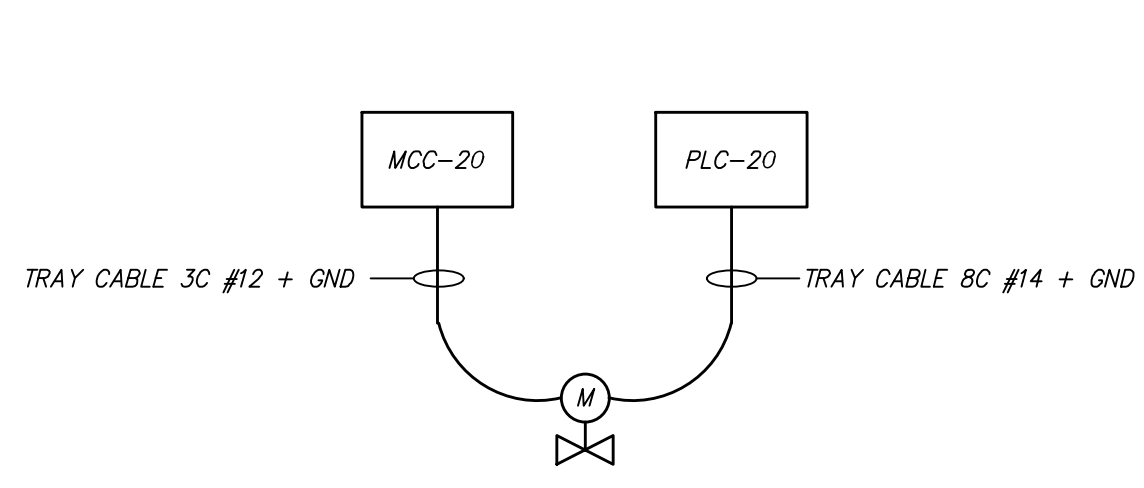 MCC-20
PLC-20
TRAY CABLE 3C #12 + GND
TRAY CABLE 8C #14 + GND
M